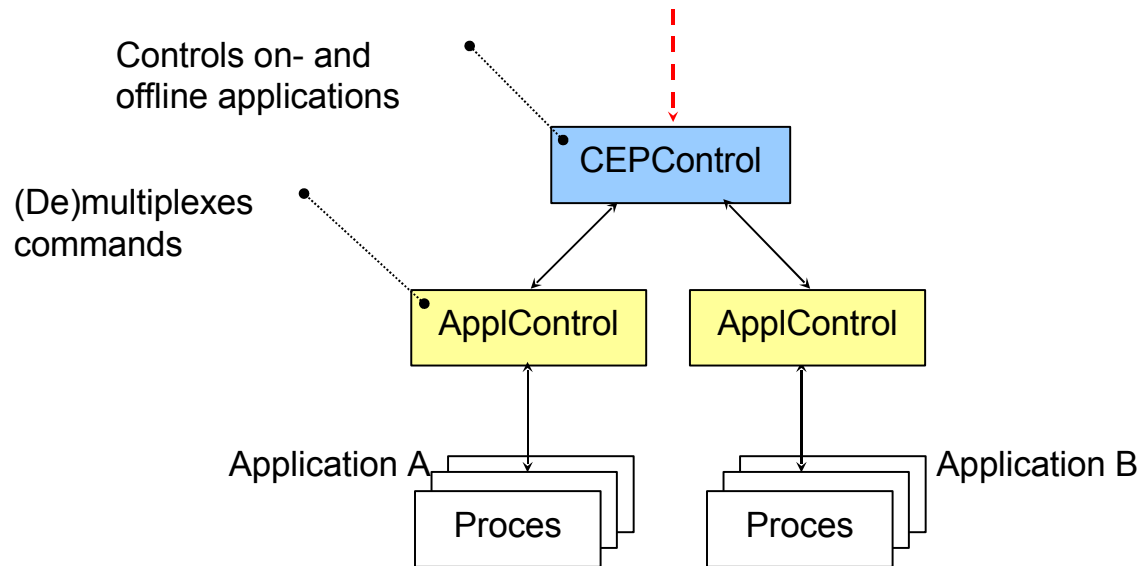 Controls on- and
offline applications
CEPControl
(De)multiplexes
commands
ApplControl
ApplControl
Application A
Application B
Proces
Proces